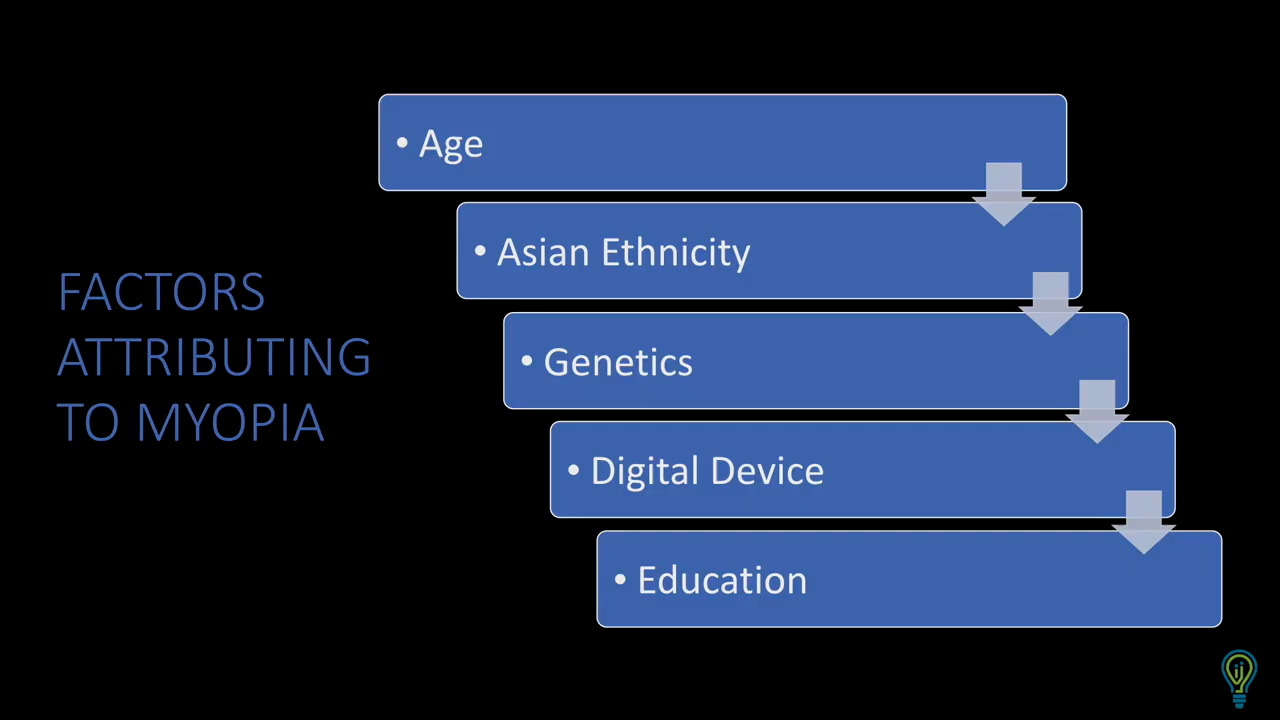 FACTORS
ATTRIBUTING
TO MYOPIA
• Age
• Asian Ethnicity
• Genetics
• Digital Device
• Education